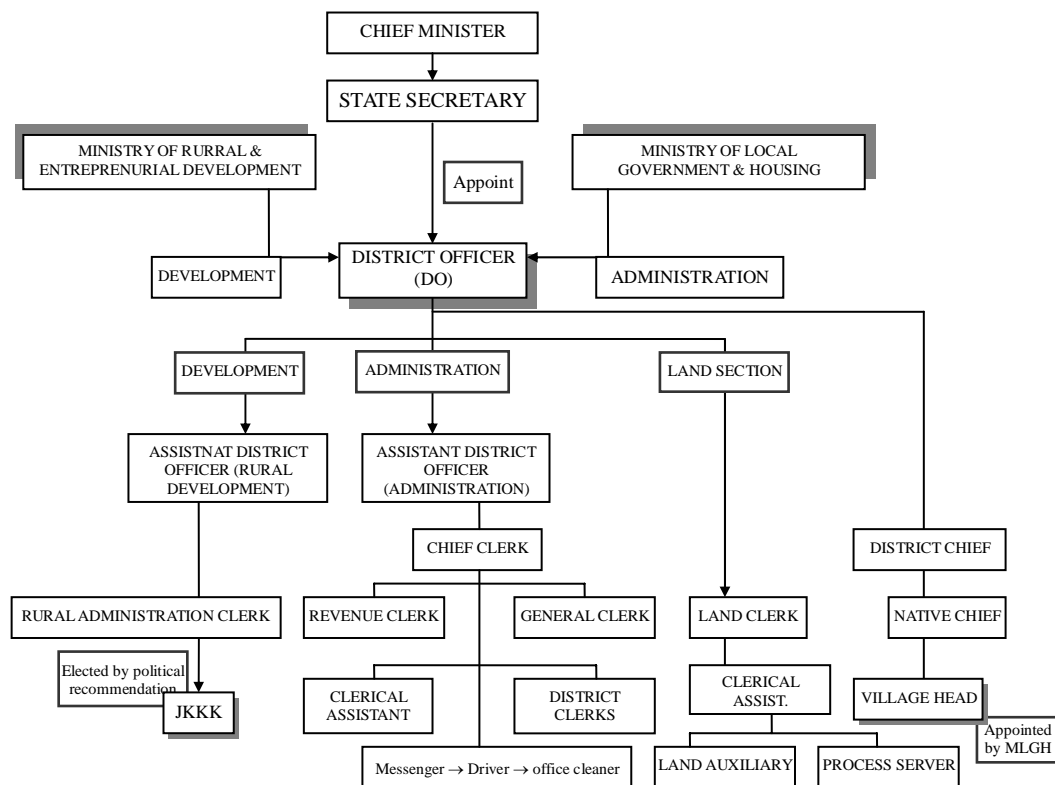 CHIEF MINISTER
STATE SECRETARY
MINISTRY OF RURRAL &
ENTREPRENURIAL DEVELOPMENT
MINISTRY OF LOCAL
GOVERNMENT & HOUSING
Appoint
DISTRICT OFFICER
(DO)
DEVELOPMENT
ADMINISTRATION
DEVELOPMENT
ADMINISTRATION
LAND SECTION
ASSISTNAT DISTRICT
OFFICER (RURAL
DEVELOPMENT)
ASSISTANT DISTRICT
OFFICER
(ADMINISTRATION)
CHIEF CLERK
DISTRICT CHIEF
RURAL ADMINISTRATION CLERK
REVENUE CLERK
GENERAL CLERK
LAND CLERK
NATIVE CHIEF
Elected by political
recommendation
JKKK
CLERICAL
ASSISTANT
DISTRICT
CLERKS
CLERICAL
ASSIST.
VILLAGE HEAD
Appointed
by MLGH
Messenger → Driver → office cleaner
LAND AUXILIARY
PROCESS SERVER